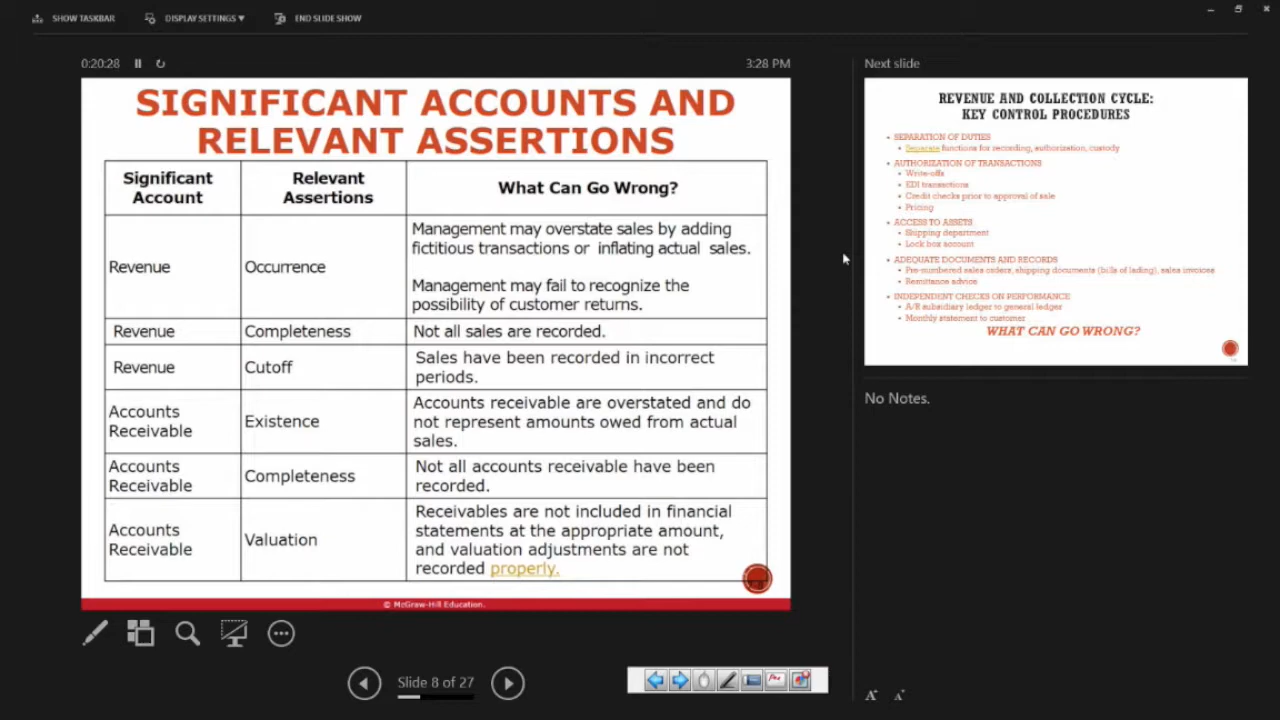 SHOW TASKBAR
DISPLAY SETTINGS ▾
END SLIDE SHOW
0:20:28
3:28 PM
SIGNIFICANT ACCOUNTS AND
RELEVANT ASSERTIONS
Significant
Account
Relevant
Assertions
What Can Go Wrong?
Revenue
Occurrence
Management may overstate sales by adding
fictitious transactions or inflating actual sales.
Management may fail to recognize the
possibility of customer returns.
Revenue
Completeness
Not all sales are recorded.
Revenue
Cutoff
Sales have been recorded in incorrect
periods.
Accounts
Receivable
Existence
Accounts receivable are overstated and do
not represent amounts owed from actual
sales.
Accounts
Receivable
Completeness
Not all accounts receivable have been
recorded.
Accounts
Receivable
Valuation
Receivables are not included in financial
statements at the appropriate amount,
and valuation adjustments are not
recorded properly.
© McGraw-Hill Education.
Slide 8 of 27
Next slide
REVENUE AND COLLECTION CYCLE:
KEY CONTROL PROCEDURES
• SEPARATION OF DUTIES
• Separate functions for recording, authorization, custody
• AUTHORIZATION OF TRANSACTIONS
• Write-offs
• EDI transactions
• Credit checks prior to approval of sale
• Pricing
• ACCESS TO ASSETS
• Shipping department
• Lock box account
• ADEQUATE DOCUMENTS AND RECORDS
• Pre-numbered sales orders, shipping documents (bills of lading), sales invoices
• Remittance advice
• INDEPENDENT CHECKS ON PERFORMANCE
• A/R subsidiary ledger to general ledger
• Monthly statement to customer
WHAT CAN GO WRONG?
No Notes.
A
A